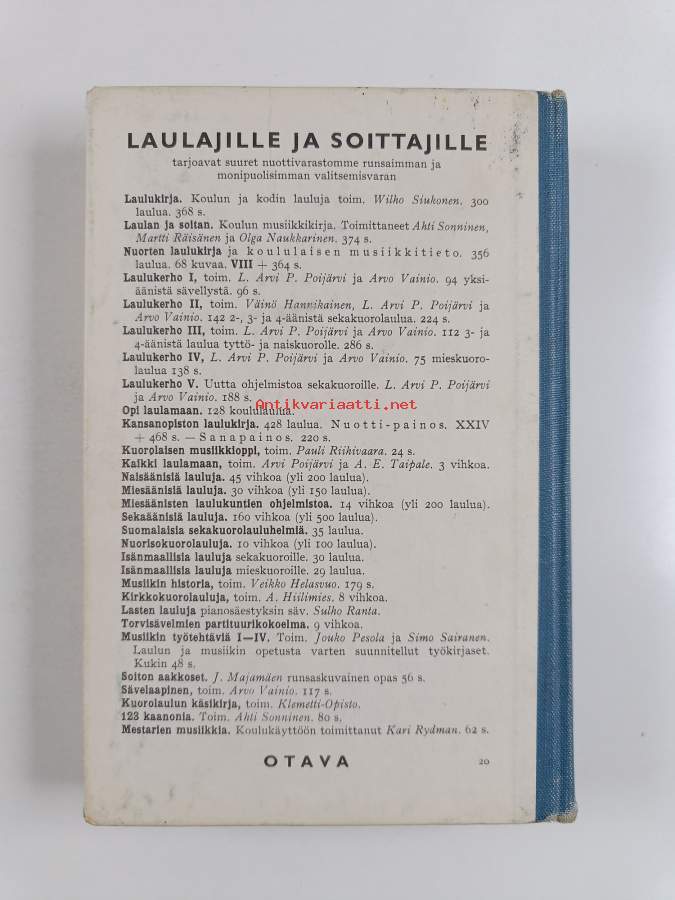 LAULAJILLE JA SOITTAJILLE
tarjoavat suuret nuottivarastomme runsaimman ja
monipuolisimman valitsemisvaran
Laulukirja. Koulun ja kodin lauluja toim. Wilho Siukonen. 300
laulua. 368 s.
Laulan ja soitan. Koulun musiikkikirja. Toimittaneet Ahti Sonninen,
Martti Räisänen ja Olga Naukkarinen. 374 s.
Nuorten laulukirja ja koululaisen musiikkitieto. 356
laulua. 68 kuvaa. VIII + 364 s.
Laulukerho I, toim. L. Arvi P. Poijärvi ja Arvo Vainio. 94 yksi-
äänistä sävellystä. 96 s.
Laulukerho II, toim. Väinö Hannikainen, L. Arvi P. Poijärvi ja
Arvo Vainio. 142 2-, 3- ja 4-äänistä sekakuorolaulua. 224 s.
Laulukerho III, toim. L. Arvi P. Poijärvi ja Arvo Vainio. 112 3- ja
4-äänistä laulua tyttö- ja naiskuorolle. 286 s.
Laulukerho IV, L. Arvi P. Poijärvi ja Arvo Vainio. 75 mieskuoro-
laulua 138 s.
Laulukerho V. Uutta ohjelmistoa sekakuoroille. L. Arvi P. Poijärvi
ja Arvo Vainio. 188 s.
Antikvariaatti.net
Opi laulamaan. 128 koululaulua.
Kansanopiston laulukirja. 428 laulua. Nuotti-painos. XXIV
+ 468 s. — Sanapainos. 220 s.
Kuorolaisen musiikkioppi, toim. Pauli Riihivaara. 24 s.
Kaikki laulamaan, toim. Arvi Poijärvi ja A. E. Taipale. 3 vihkoa.
Naisäänisiä lauluja. 45 vihkoa (yli 200 laulua).
Miesäänisiä lauluja. 30 vihkoa (yli 150 laulua).
Miesäänisten laulukuntien ohjelmistoa. 14 vihkoa (yli 200 laulua).
Sekaäänisiä lauluja. 160 vihkoa (yli 500 laulua).
Suomalaisia sekakuorolauluhelmiä. 35 laulua.
Nuorisokuorolauluja. 10 vihkoa (yli 100 laulua).
Isänmaallisia lauluja sekakuoroille. 30 laulua.
Isänmaallisia lauluja mieskuoroille. 29 laulua.
Musiikin historia, toim. Veikko Helasvuo. 179 s.
Kirkkokuorolauluja, toim. A. Hiilimies. 8 vihkoa.
Lasten lauluja pianosäestyksin säv. Sulho Ranta.
Torvisävelmien partituurikokoelma. 9 vihkoa.
Musiikin työtehtäviä I—IV. Toim. Jouko Pesola ja Simo Sairanen.
Laulun ja musiikin opetusta varten suunnitellut työkirjaset.
Kukin 48 s.
Soiton aakkoset. J. Majamäen runsaskuvainen opas 56 s.
Sävelaapinen, toim. Arvo Vainio. 117 s.
Kuorolaulun käsikirja, toim. Klemetti-Opisto.
123 kaanonia. Toim. Ahti Sonninen. 80 s.
Mestarien musiikkia. Koulukäyttöön toimittanut Kari Rydman. 62 s.
OTAVA
20